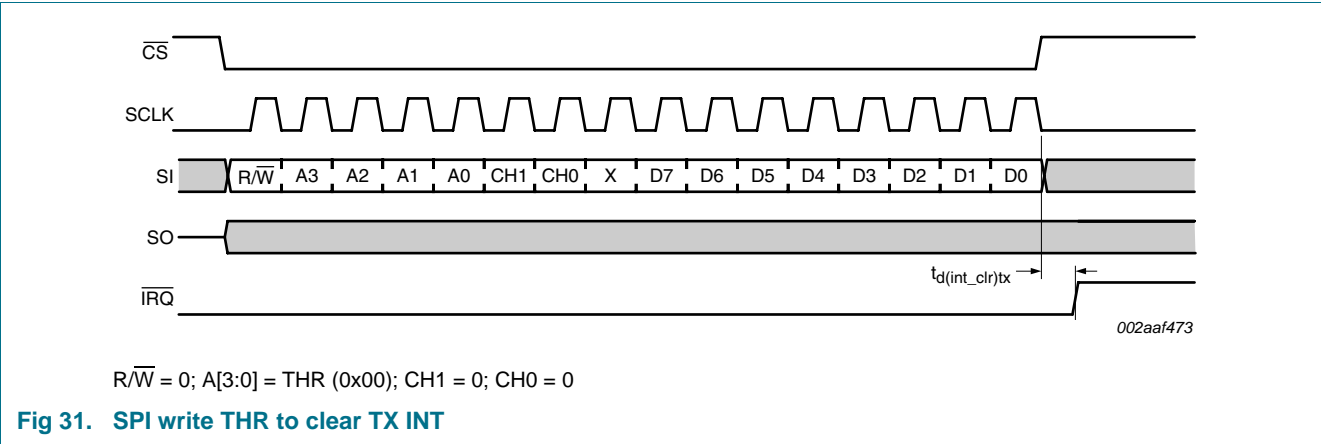 CS
SCLK
SI R/W A3 A2 A1 A0 CH1 CH0 X D7 D6 D5 D4 D3 D2 D1 D0
SO
td(int_clr)tx
IRQ
002aaf473
R/W = 0; A[3:0] = THR (0x00); CH1 = 0; CH0 = 0
Fig 31. SPI write THR to clear TX INT